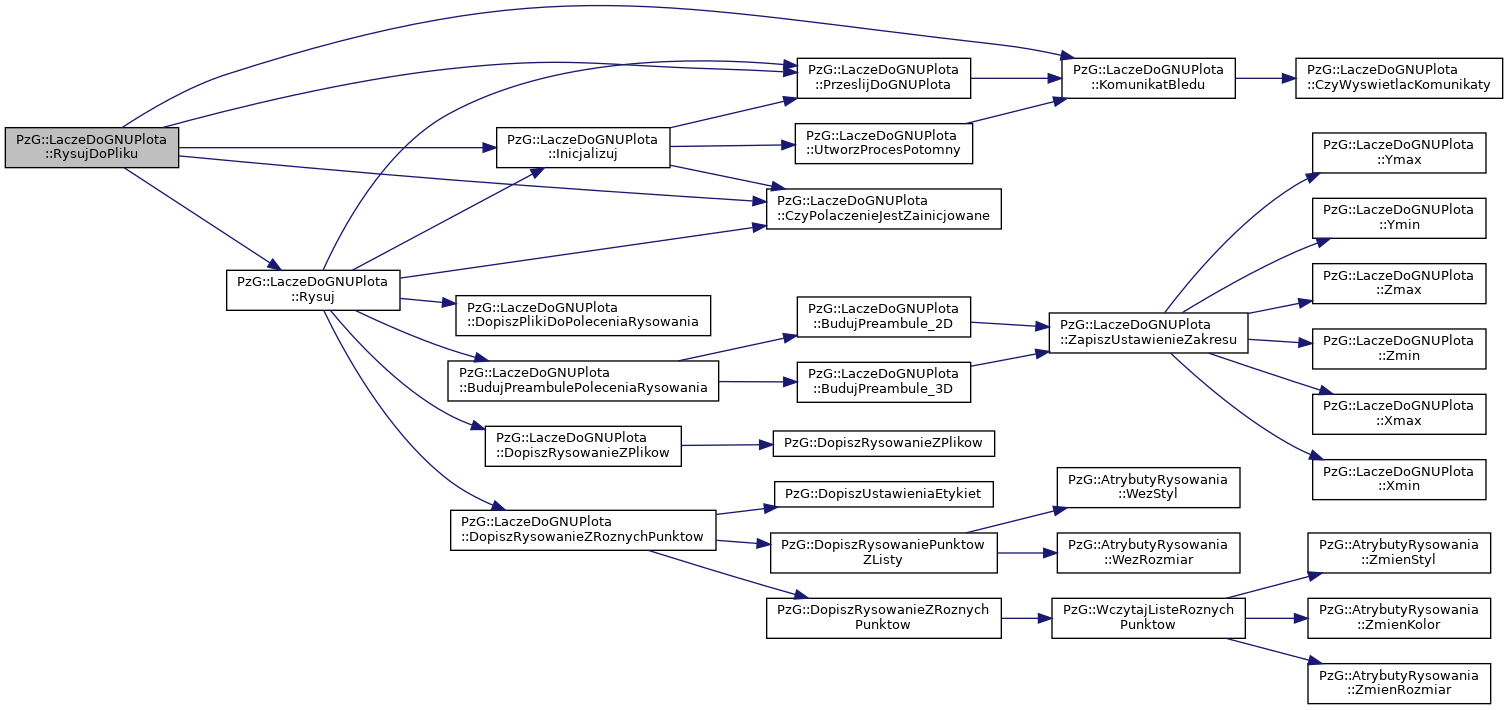 PzG::LaczeDoGNUPlota
::RysujDoPliku
PzG::LaczeDoGNUPlota
::Rysuj
PzG::LaczeDoGNUPlota
::Inicjalizuj
PzG::LaczeDoGNUPlota
::DopiszPlikiDoPoleceniaRysowania
PzG::LaczeDoGNUPlota
::BudujPreambulePoleceniaRysowania
PzG::LaczeDoGNUPlota
::DopiszRysowanieZPlikow
PzG::LaczeDoGNUPlota
::DopiszRysowanieZRoznychPunktow
PzG::LaczeDoGNUPlota
::PrzeslijDoGNUPlota
PzG::LaczeDoGNUPlota
::UtworzProcesPotomny
PzG::LaczeDoGNUPlota
::CzyPolaczenieJestZainicjowane
PzG::LaczeDoGNUPlota
::BudujPreambule_2D
PzG::LaczeDoGNUPlota
::BudujPreambule_3D
PzG::DopiszRysowanieZPlikow
PzG::DopiszUstawieniaEtykiet
PzG::DopiszRysowaniePunktow
ZListy
PzG::DopiszRysowanieZRoznych
Punktow
PzG::LaczeDoGNUPlota
::KomunikatBledu
PzG::LaczeDoGNUPlota
::ZapiszUstawienieZakresu
PzG::AtrybutyRysowania
::WezStyl
PzG::AtrybutyRysowania
::WezRozmiar
PzG::WczytajListeRoznych
Punktow
PzG::LaczeDoGNUPlota
::CzyWyswietlacKomunikaty
PzG::LaczeDoGNUPlota
::Ymax
PzG::LaczeDoGNUPlota
::Ymin
PzG::LaczeDoGNUPlota
::Zmax
PzG::LaczeDoGNUPlota
::Zmin
PzG::LaczeDoGNUPlota
::Xmax
PzG::LaczeDoGNUPlota
::Xmin
PzG::AtrybutyRysowania
::ZmienStyl
PzG::AtrybutyRysowania
::ZmienKolor
PzG::AtrybutyRysowania
::ZmienRozmiar